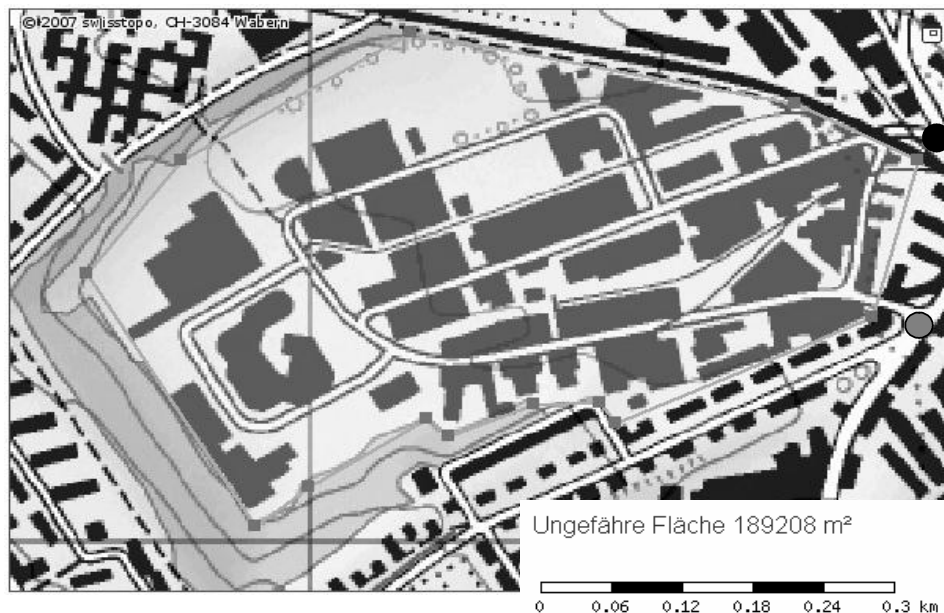 © 2007 swisstopo, CH-3084 Wabern
Ungefähre Fläche 189208 m²
0 0.06 0.12 0.18 0.24 0.3 km